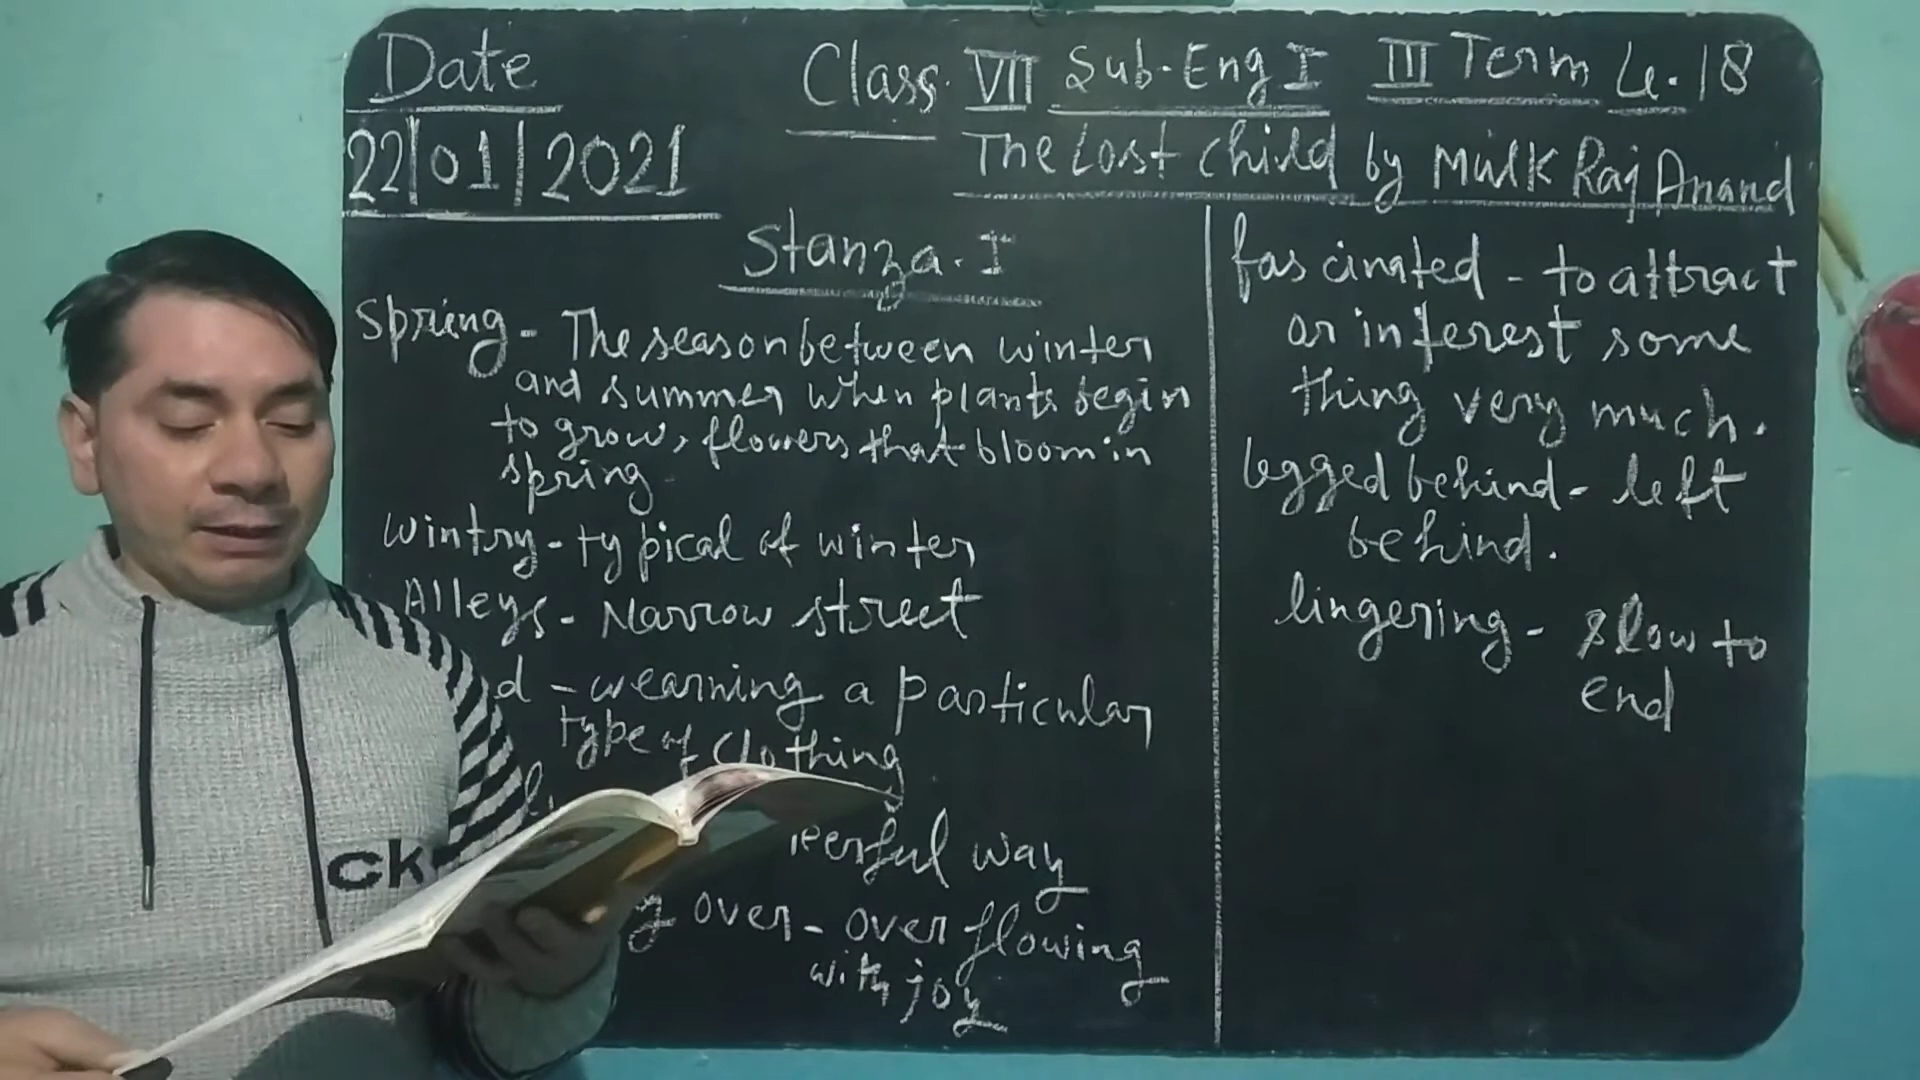 Date
22/01/2021
Class VII Sub-Eng I III Term L.18
The Lost Child by Mulk Raj Anand
Stanza-I
Spring - The season between winter
and summer when plants begin
to grow, flowers that bloom in
spring
Wintry - typical of winter
Alleys - Narrow street
d - wearning a particular
type of clothing
eerful way
g over - over flowing
with joy
fascinated - to attract
or interest some
thing very much.
legged behind - left
behind.
lingering - slow to
end
ck